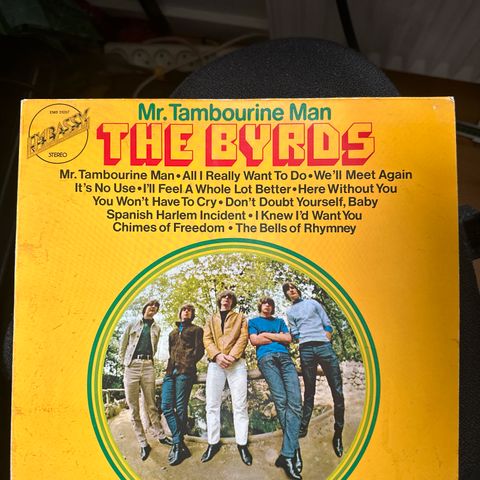 EMBASSY
STEREO
Mr. Tambourine Man
THE BYRDS
Mr. Tambourine Man • All I Really Want To Do • We'll Meet Again
It's No Use • I'll Feel A Whole Lot Better • Here Without You
You Won't Have To Cry • Don't Doubt Yourself, Baby
Spanish Harlem Incident • I Knew I'd Want You
Chimes of Freedom • The Bells of Rhymney